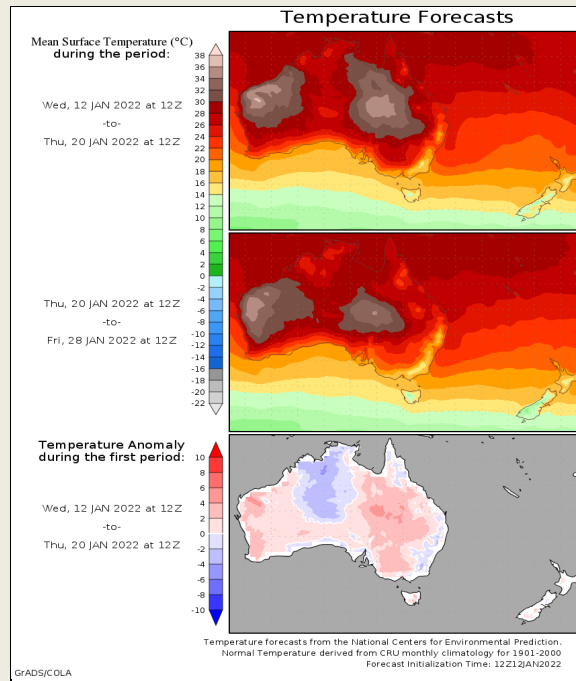 Temperature Forecasts
Mean Surface Temperature (°C)
during the period:
Wed, 12 JAN 2022 at 12Z
-to-
Thu, 20 JAN 2022 at 12Z
38
36
34
32
30
28
26
24
22
20
18
16
14
12
10
8
6
4
2
0
-2
-4
-6
-8
-10
-12
-14
-16
-18
-20
-22
Thu, 20 JAN 2022 at 12Z
-to-
Fri, 28 JAN 2022 at 12Z
Temperature Anomaly
during the first period:
Wed, 12 JAN 2022 at 12Z
-to-
Thu, 20 JAN 2022 at 12Z
10
8
6
4
2
0
-2
-4
-6
-8
-10
Temperature forecasts from the National Centers for Environmental Prediction.
Normal Temperature derived from CRU monthly climatology for 1901-2000
Forecast Initialization Time: 12Z12JAN2022
GrADS/COLA